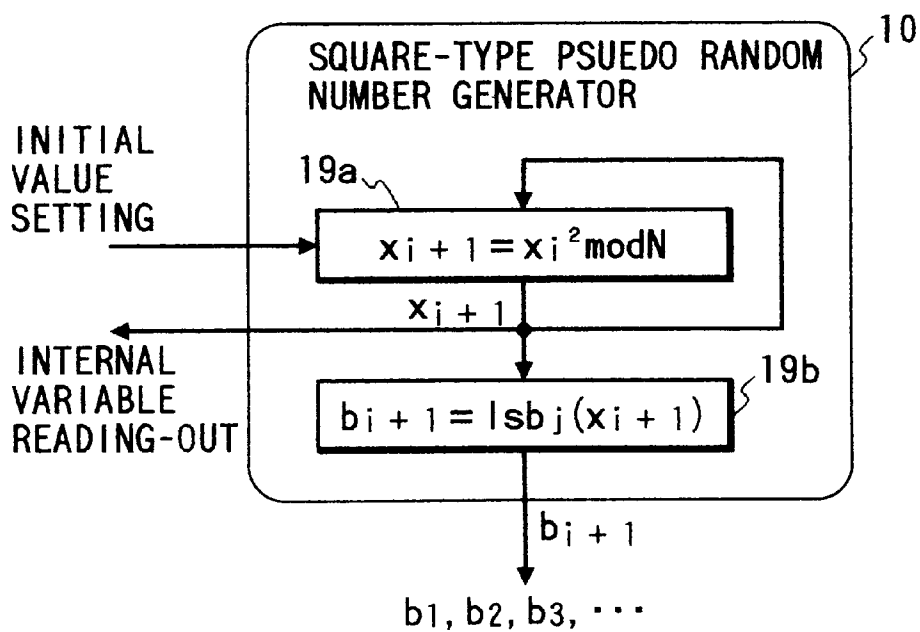 10
SQUARE-TYPE PSUEDO RANDOM
NUMBER GENERATOR
INITIAL
VALUE
SETTING
19a
xi + 1 = xi²modN
xi + 1
INTERNAL
VARIABLE
READING-OUT
19b
bi + 1 = lsbj(xi + 1)
bi + 1
b1, b2, b3, ···